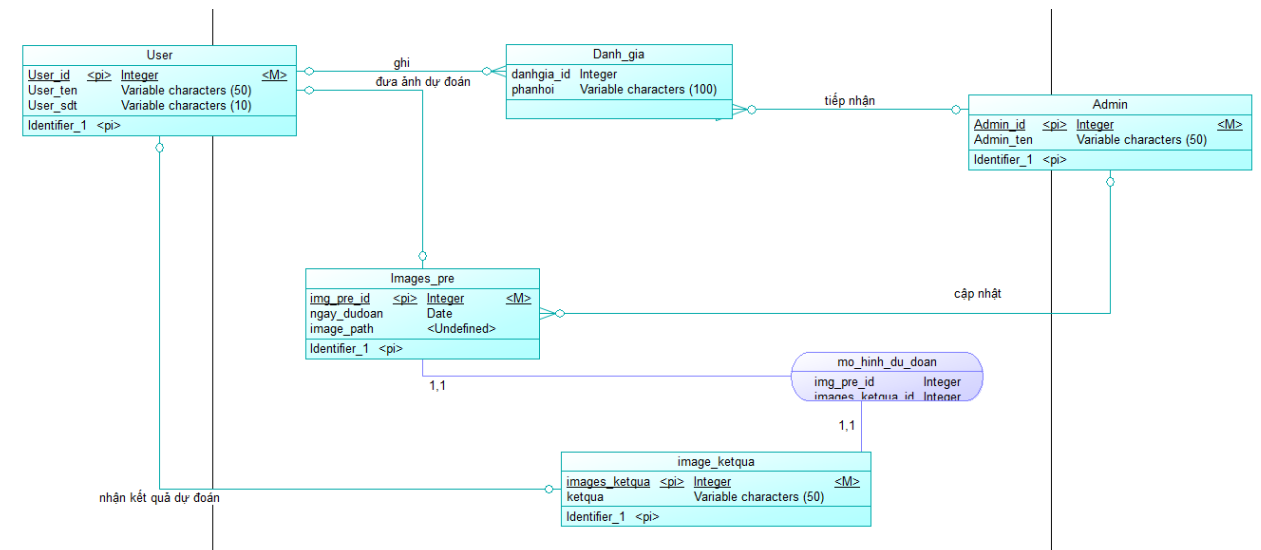 User
User_id <pi> Integer <M>
User_ten Variable characters (50)
User_sdt Variable characters (10)
Identifier_1 <pi>
ghi
đưa ảnh dự đoán
Danh_gia
danhgia_id Integer
phanhoi Variable characters (100)
tiếp nhận
Admin
Admin_id <pi> Integer <M>
Admin_ten Variable characters (50)
Identifier_1 <pi>
Images_pre
img_pre_id <pi> Integer <M>
ngay_dudoan Date
image_path <Undefined>
Identifier_1 <pi>
cập nhật
1,1
mo_hinh_du_doan
img_pre_id Integer
images_ketqua_id Integer
1,1
image_ketqua
images_ketqua <pi> Integer <M>
ketqua Variable characters (50)
Identifier_1 <pi>
nhận kết quả dự đoán